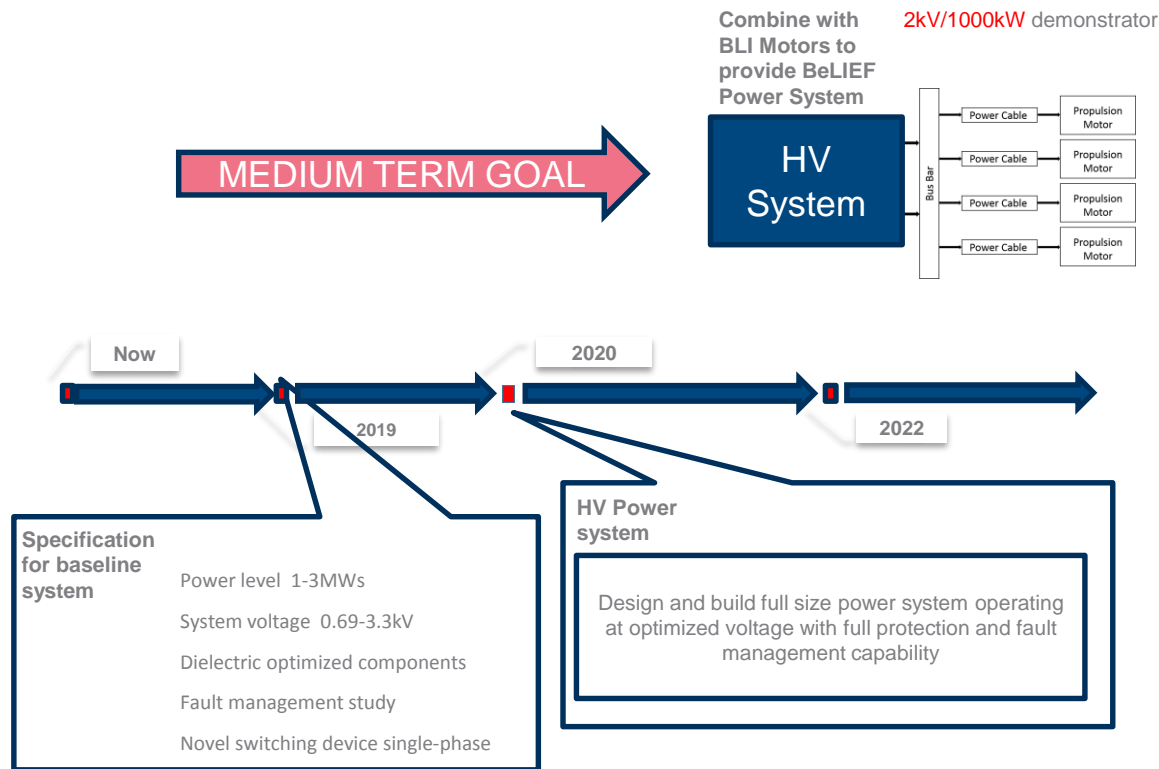 Combine with
BLI Motors to
provide BeLIEF
Power System
2kV/1000kW demonstrator
MEDIUM TERM GOAL
HV
System
Bus Bar
Power Cable
Propulsion
Motor
Power Cable
Propulsion
Motor
Power Cable
Propulsion
Motor
Power Cable
Propulsion
Motor
Now
2019
2020
2022
Specification
for baseline
system
Power level 1-3MWs
System voltage 0.69-3.3kV
Dielectric optimized components
Fault management study
Novel switching device single-phase
HV Power
system
Design and build full size power system operating
at optimized voltage with full protection and fault
management capability